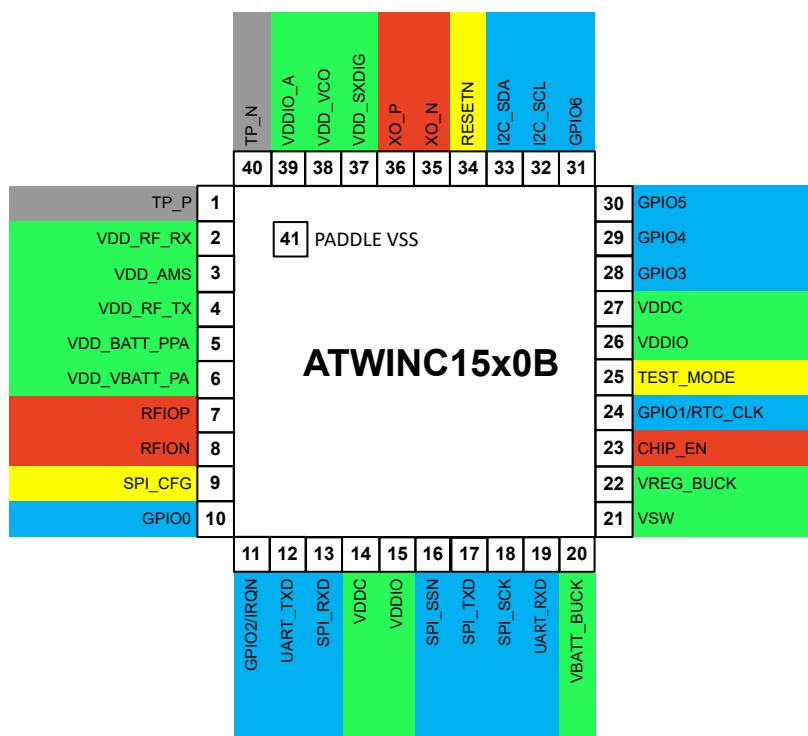 TP_N
VDDIO_A
VDD_VCO
VDD_SXDIG
XO_P
XO_N
RESETN
I2C_SDA
I2C_SCL
GPIO6
40 39 38 37 36 35 34 33 32 31
TP_P 1
VDD_RF_RX 2
VDD_AMS 3
VDD_RF_TX 4
VDD_BATT_PPA 5
VDD_VBATT_PA 6
RFIOP 7
RFION 8
SPI_CFG 9
GPIO0 10
41 PADDLE VSS
ATWINC15x0B
30 GPIO5
29 GPIO4
28 GPIO3
27 VDDC
26 VDDIO
25 TEST_MODE
24 GPIO1/RTC_CLK
23 CHIP_EN
22 VREG_BUCK
21 VSW
11 12 13 14 15 16 17 18 19 20
GPIO2/IRQN
UART_TXD
SPI_RXD
VDDC
VDDIO
SPI_SSN
SPI_TXD
SPI_SCK
UART_RXD
VBATT_BUCK